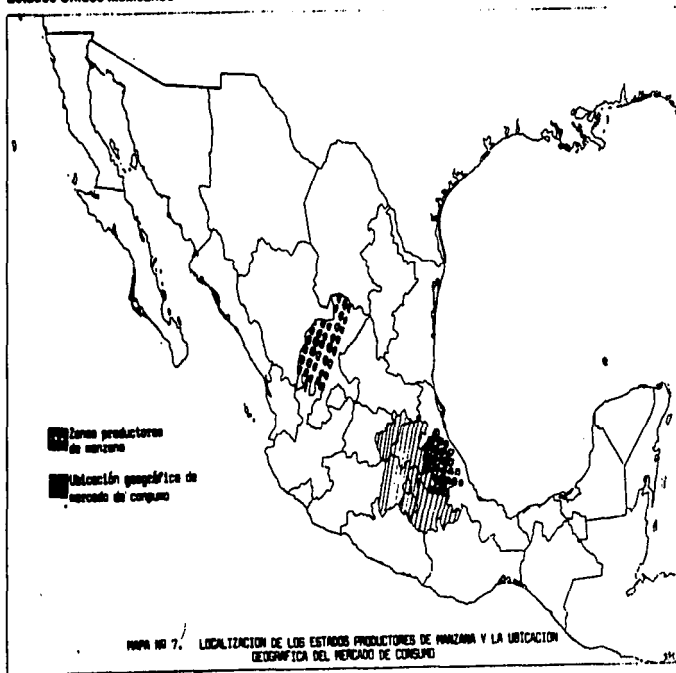 Zonas productoras
de manzana
Ubicación geográfica de
mercado de consumo
MAPA NO 7. LOCALIZACION DE LOS ESTADOS PRODUCTORES DE MANZANA Y LA UBICACION
GEOGRAFICA DEL MERCADO DE CONSUMO